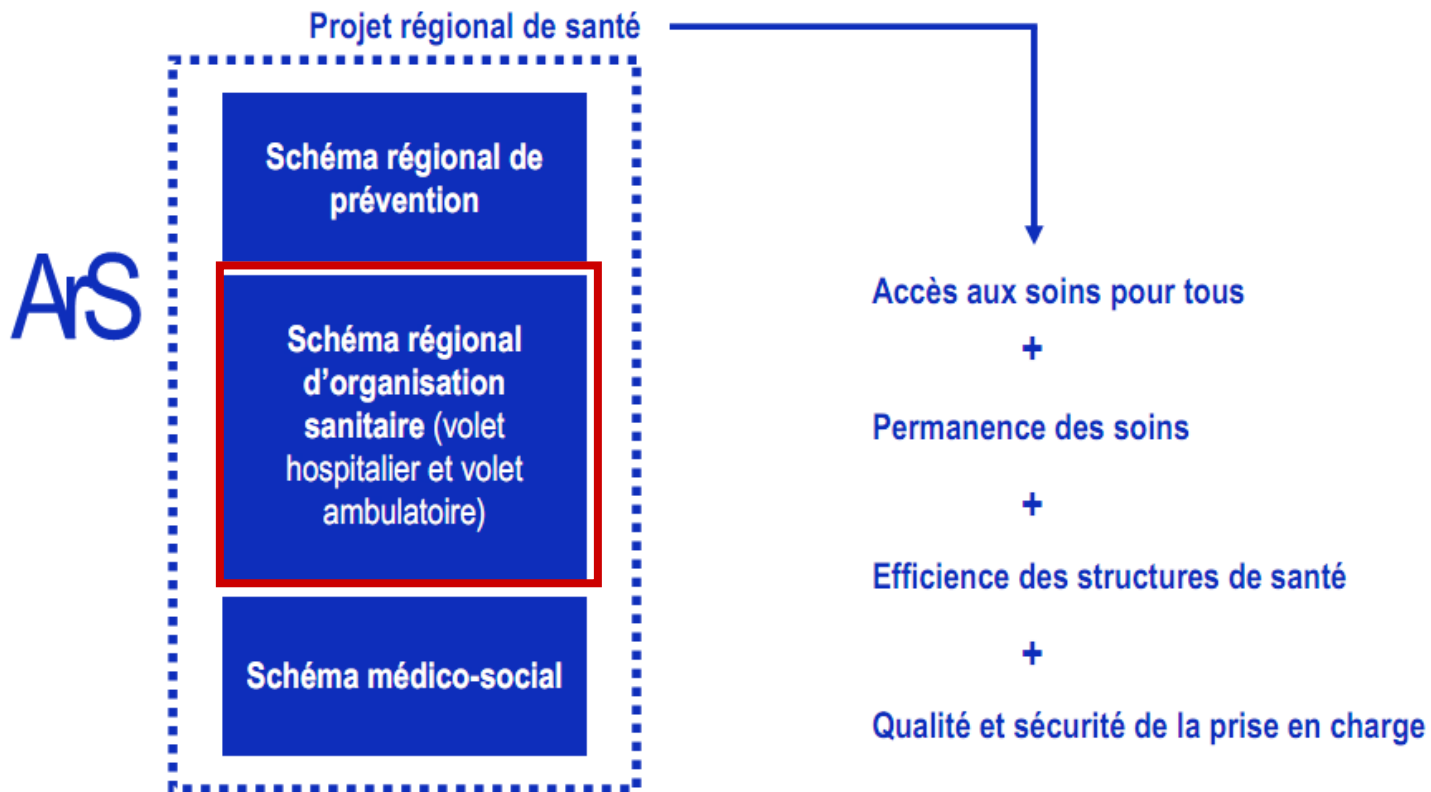 Projet régional de santé
ArS
Schéma régional de
prévention
Schéma régional
d’organisation
sanitaire (volet
hospitalier et volet
ambulatoire)
Schéma médico-social
Accès aux soins pour tous
+
Permanence des soins
+
Efficience des structures de santé
+
Qualité et sécurité de la prise en charge